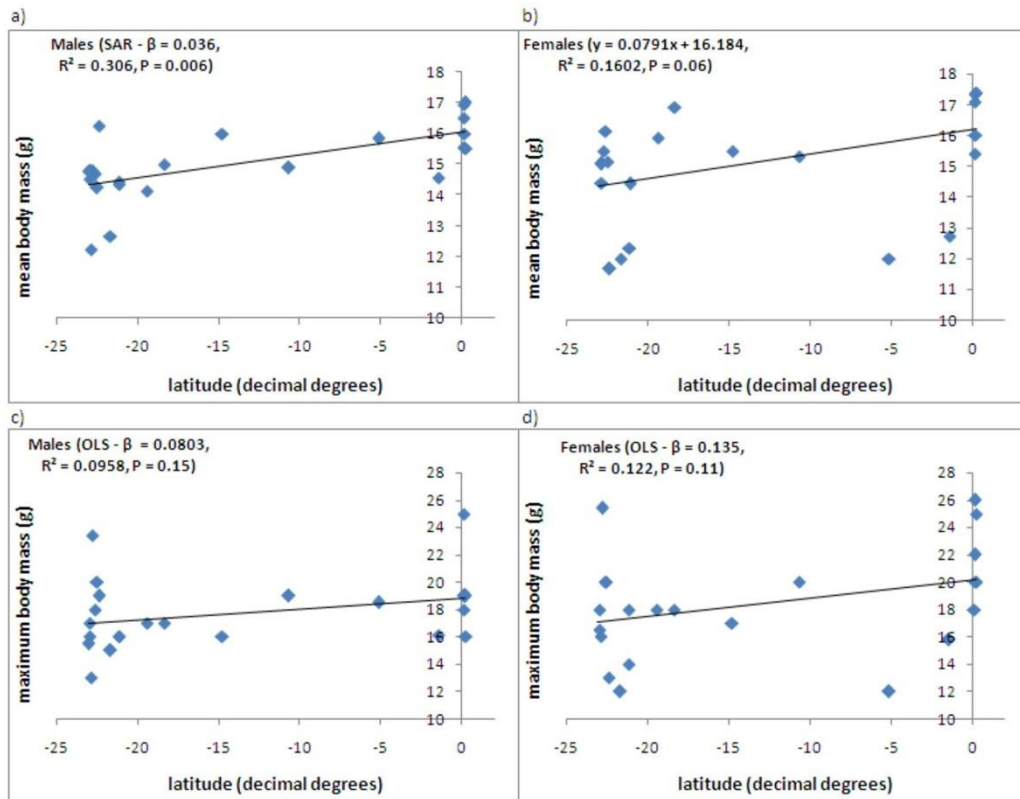 a)
Males (SAR - β = 0.036,
R² = 0.306, P = 0.006)
mean body mass (g)
18
17
16
15
14
13
12
11
10
-25 -20 -15 -10 -5 0
latitude (decimal degrees)
b)
Females (y = 0.0791x + 16.184,
R² = 0.1602, P = 0.06)
mean body mass (g)
18
17
16
15
14
13
12
11
10
-25 -20 -15 -10 -5 0
latitude (decimal degrees)
c)
Males (OLS - β = 0.0803,
R² = 0.0958, P = 0.15)
maximum body mass (g)
28
26
24
22
20
18
16
14
12
10
-25 -20 -15 -10 -5 0
latitude (decimal degrees)
d)
Females (OLS - β = 0.135,
R² = 0.122, P = 0.11)
maximum body mass (g)
28
26
24
22
20
18
16
14
12
10
-25 -20 -15 -10 -5 0
latitude (decimal degrees)